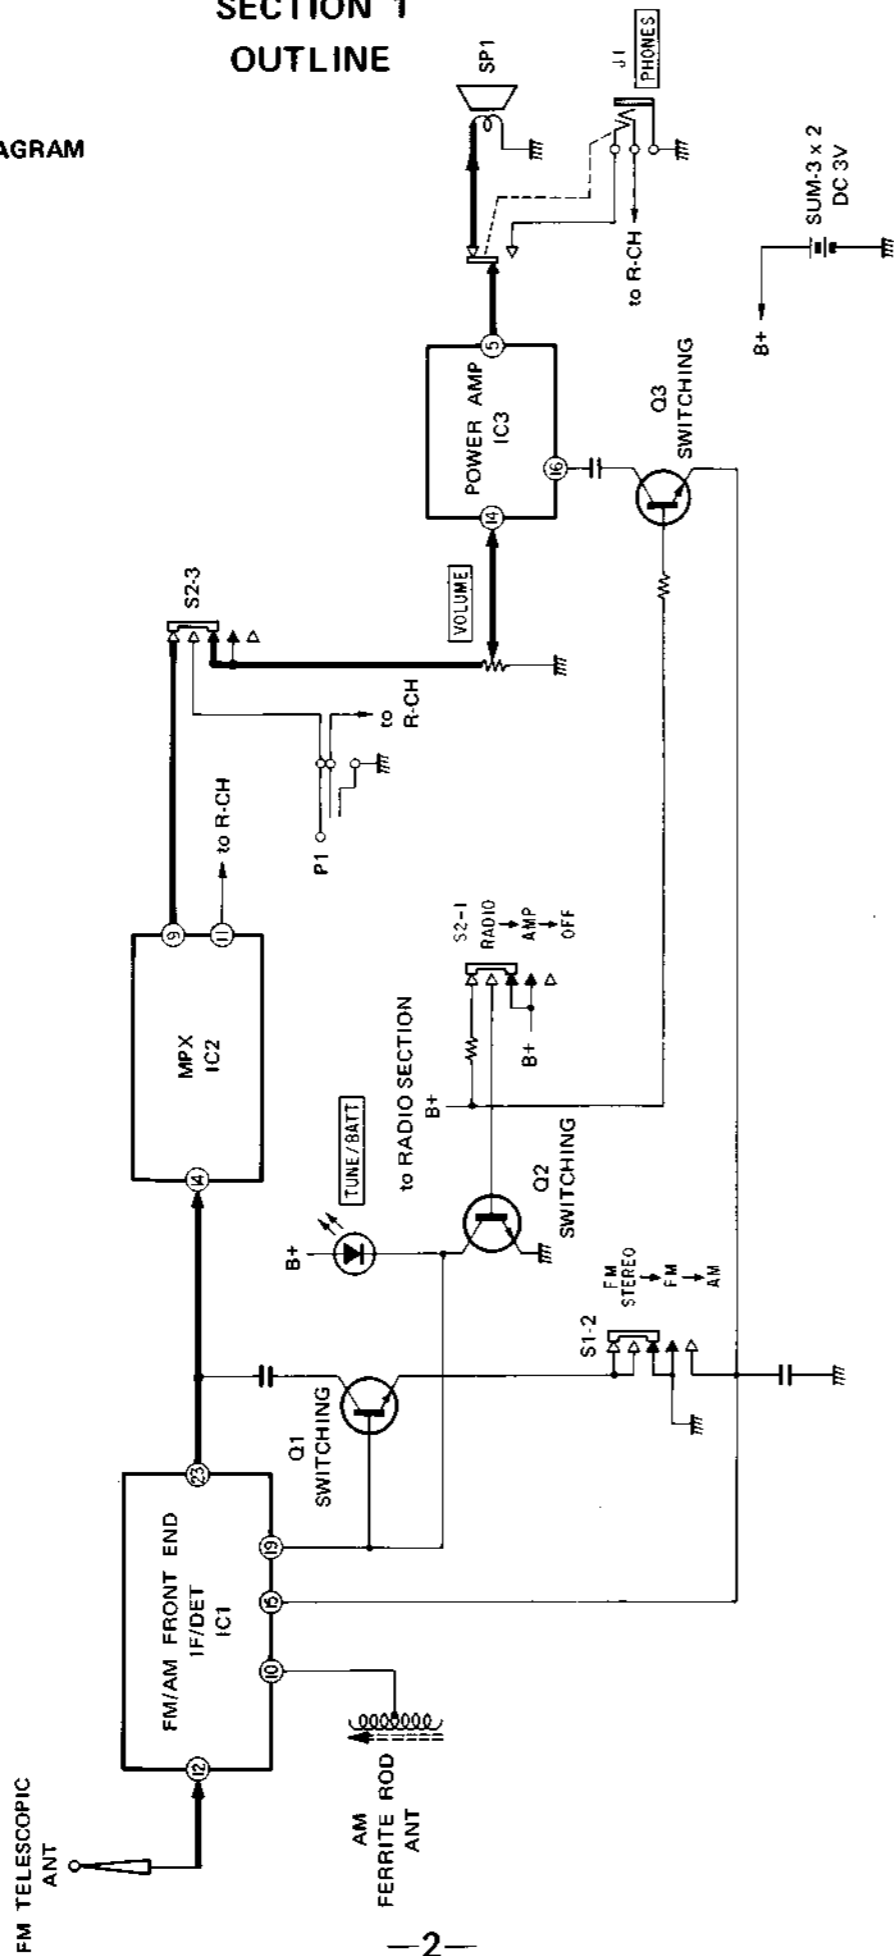 SECTION 1
OUTLINE
AGRAM
FM TELESCOPIC
ANT
12
FM/AM FRONT END
IF/DET
IC1
23
10
15
19
AM
FERRITE ROD
ANT
Q1
SWITCHING
14
MPX
IC2
9
11
to R-CH
S2-3
P1
to
R-CH
B+
TUNE/BATT
Q2
SWITCHING
to RADIO SECTION
B+
B+
S2-1
RADIO
AMP
OFF
S1-2
FM
STEREO
FM
AM
VOLUME
14
POWER AMP
IC3
5
16
Q3
SWITCHING
SP1
J1
PHONES
to R-CH
B+
SUM-3 x 2
DC 3V
—2—